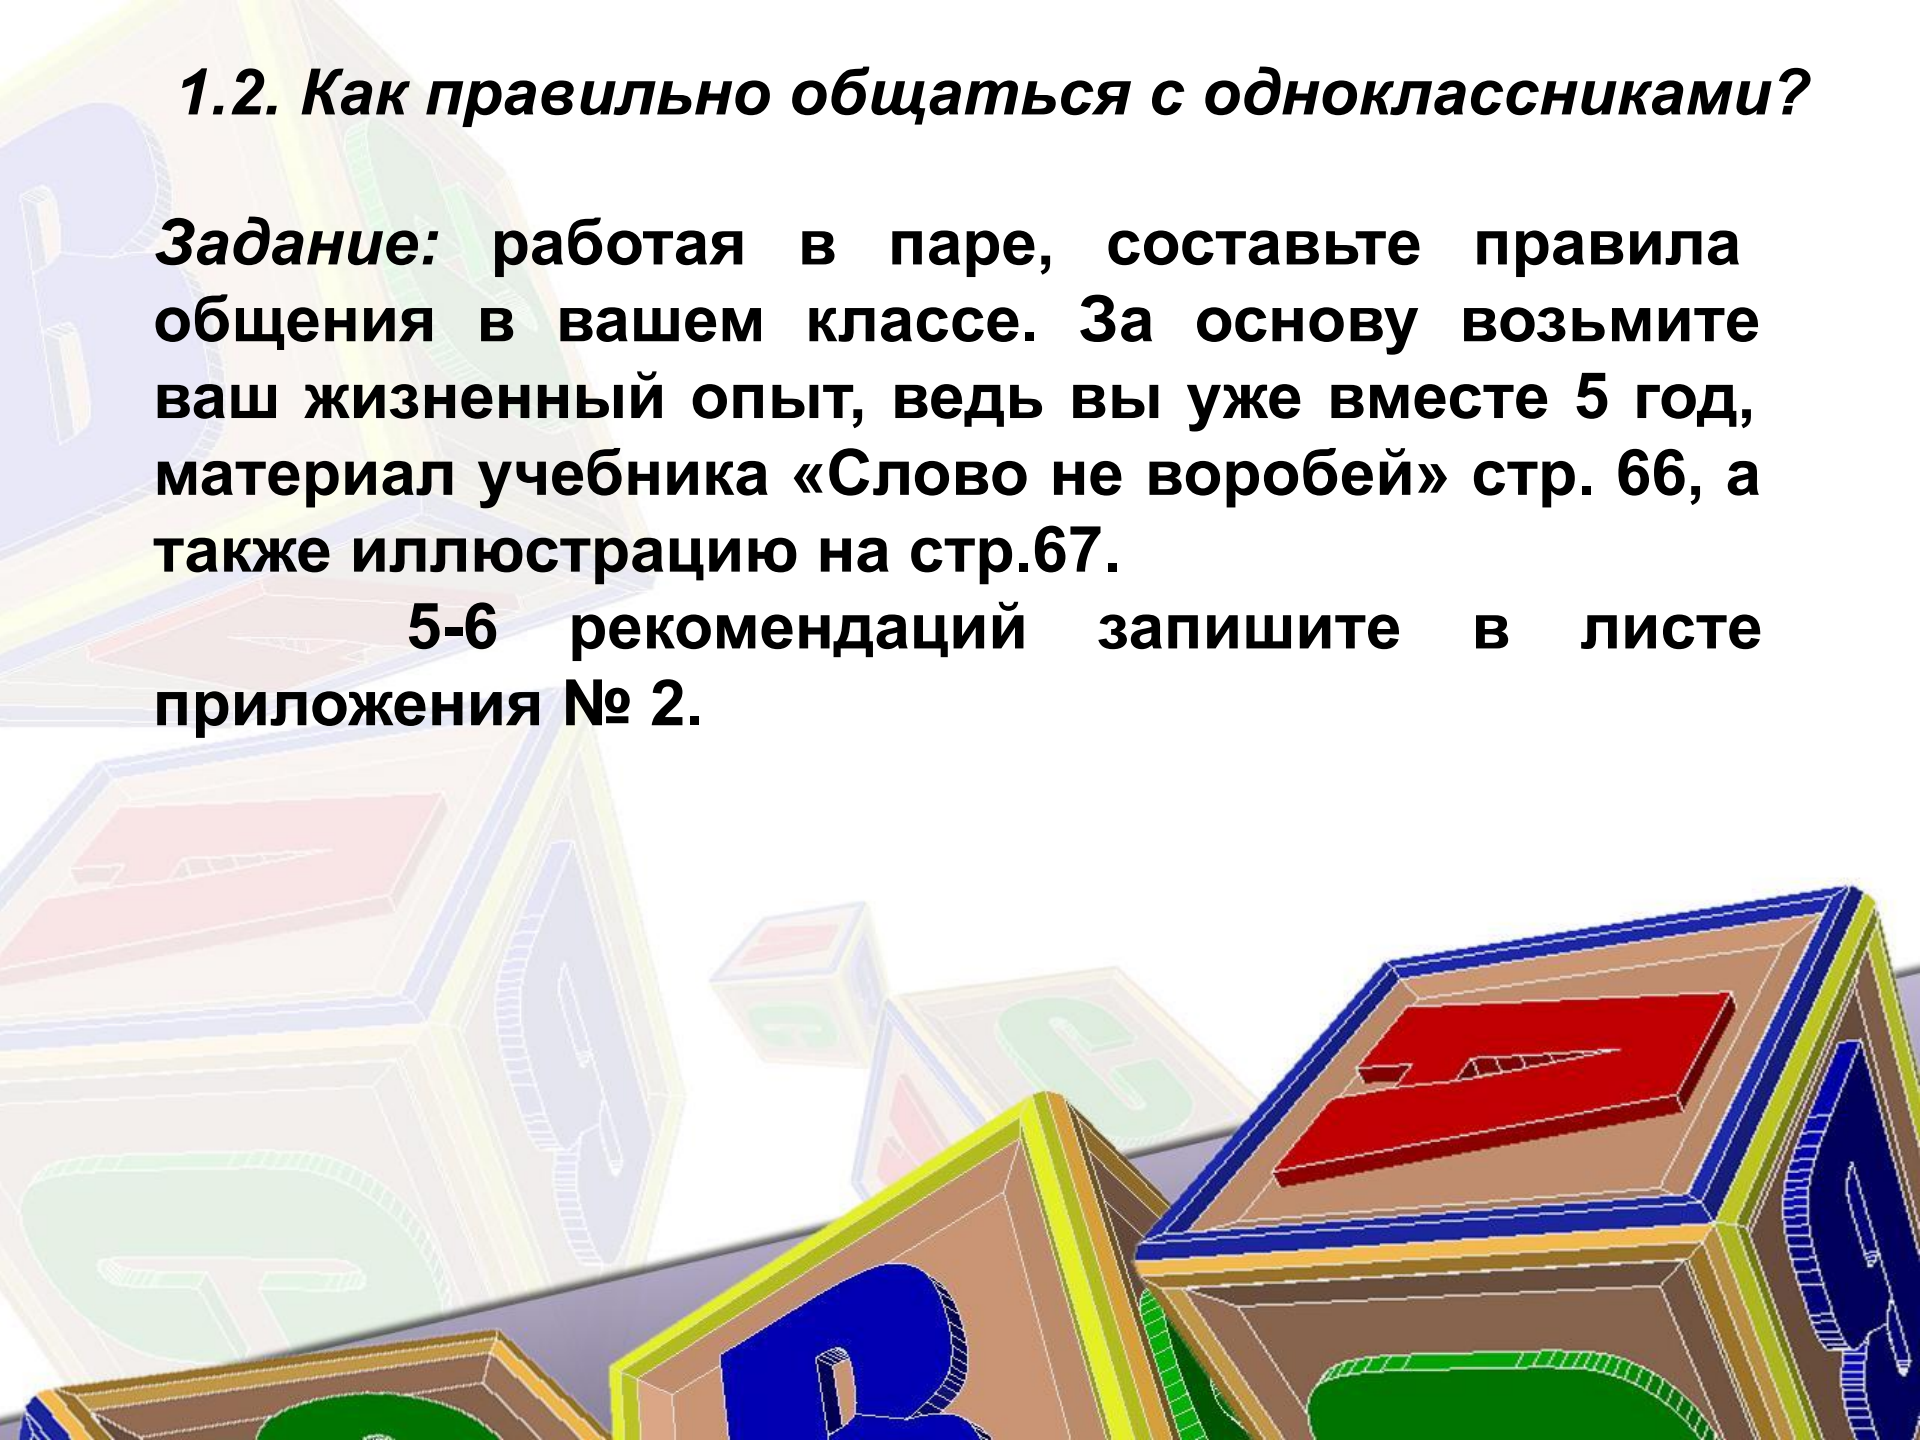 1.2. Как правильно общаться с одноклассниками?
Задание: работая в паре, составьте правила
общения в вашем классе. За основу возьмите
ваш жизненный опыт, ведь вы уже вместе 5 год,
материал учебника «Слово не воробей» стр. 66, а
также иллюстрацию на стр.67.
5-6 рекомендаций запишите в листе
приложения № 2.